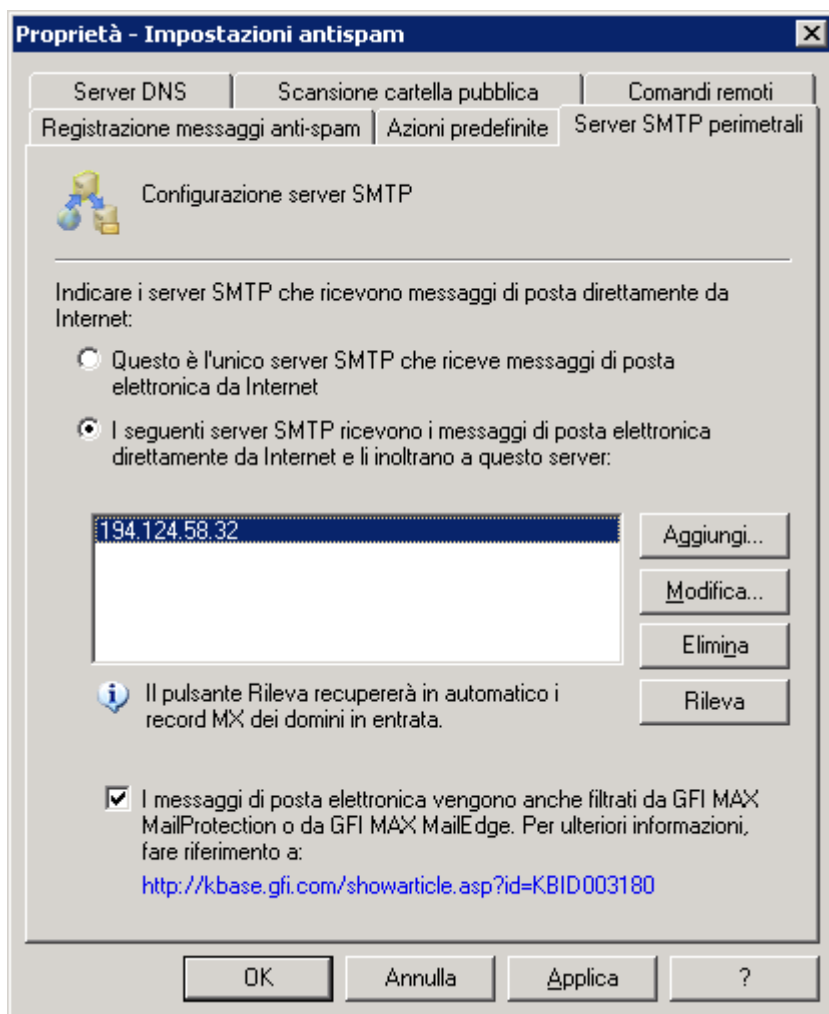 Proprietà - Impostazioni antispam
Server DNS
Scansione cartella pubblica
Comandi remoti
Registrazione messaggi anti-spam
Azioni predefinite
Server SMTP perimetrali
Configurazione server SMTP
Indicare i server SMTP che ricevono messaggi di posta direttamente da
Internet:
Questo è l'unico server SMTP che riceve messaggi di posta
elettronica da Internet
I seguenti server SMTP ricevono i messaggi di posta elettronica
direttamente da Internet e li inoltrano a questo server:
194.124.58.32
Aggiungi...
Modifica...
Elimina
Rileva
Il pulsante Rileva recupererà in automatico i
record MX dei domini in entrata.
I messaggi di posta elettronica vengono anche filtrati da GFI MAX
MailProtection o da GFI MAX MailEdge. Per ulteriori informazioni,
fare riferimento a:
http://kbase.gfi.com/showarticle.asp?id=KBID003180
OK
Annulla
Applica
?